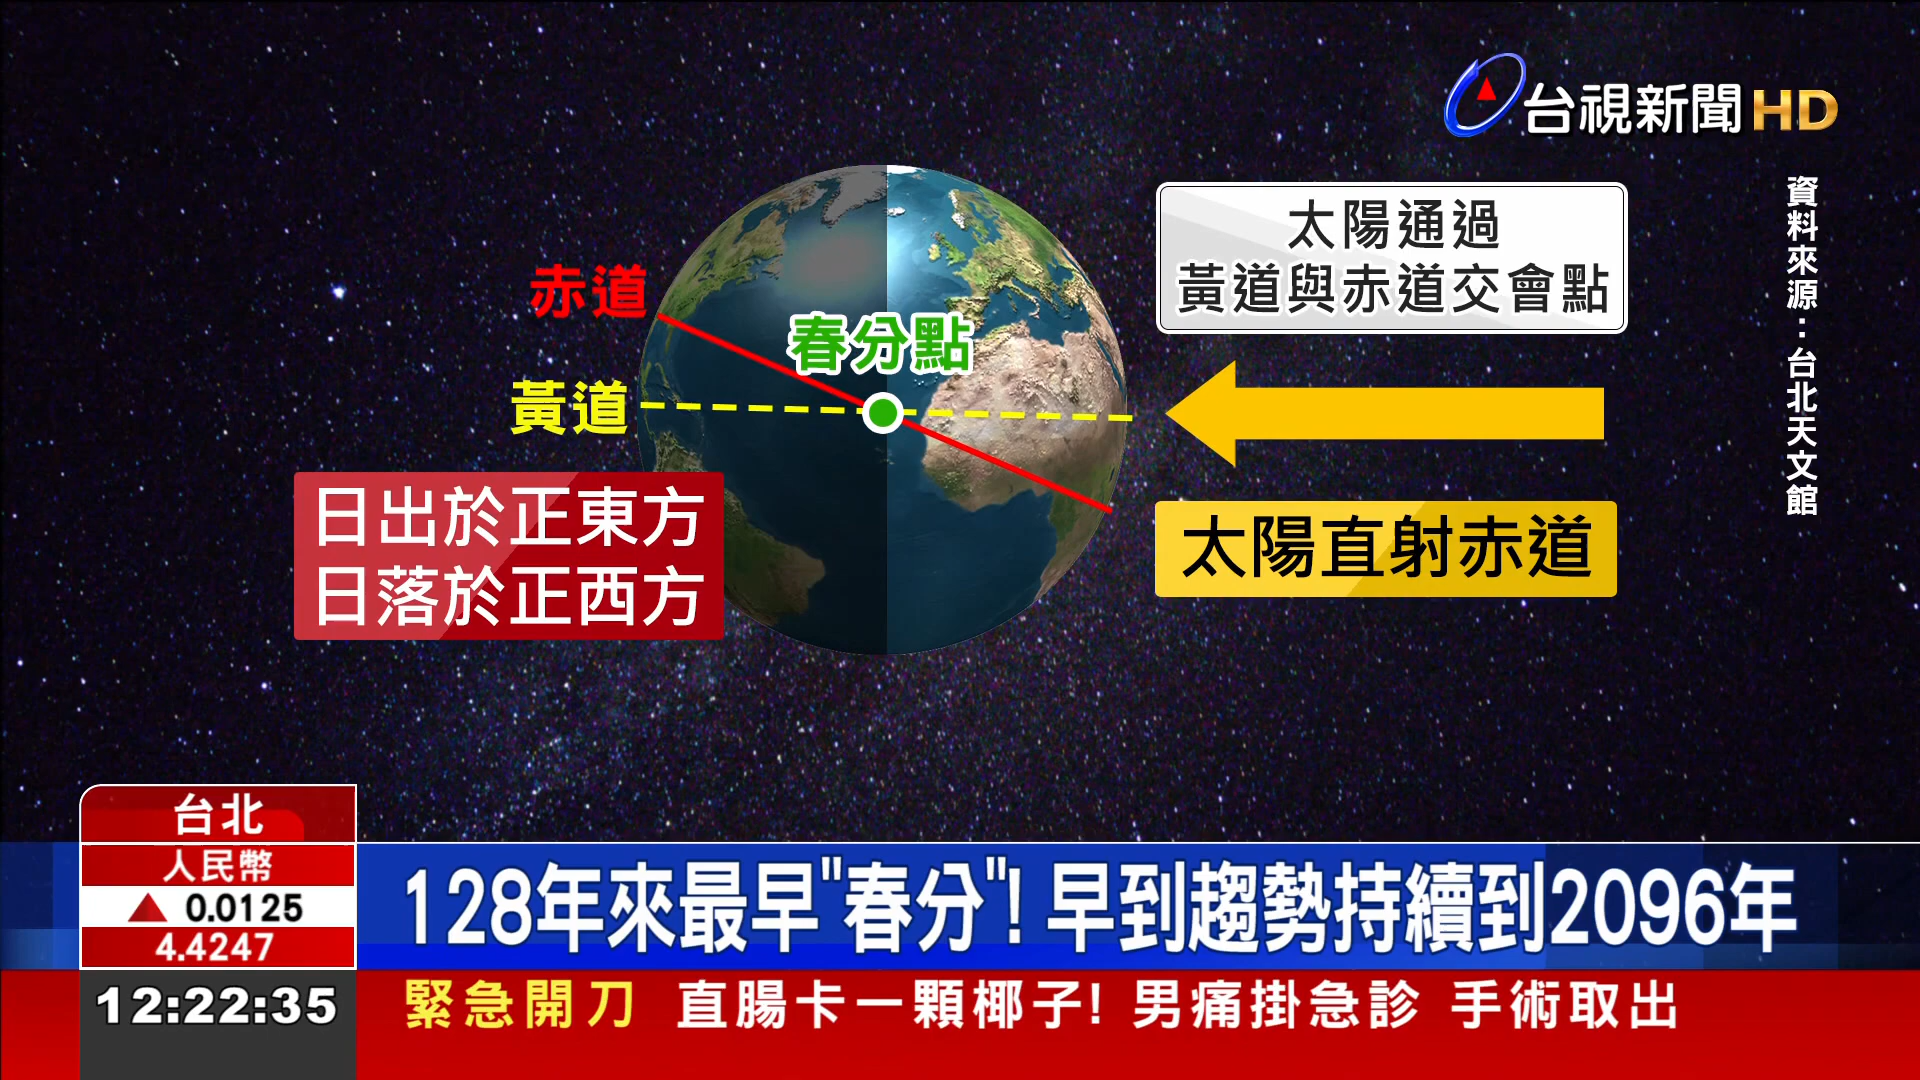 台視新聞HD
資料來源：台北天文館
太陽通過
黃道與赤道交會點
赤道
春分點
黃道
日出於正東方
日落於正西方
太陽直射赤道
台北
人民幣
▲ 0.0125
4.4247
128年來最早"春分"! 早到趨勢持續到2096年
12:22:35
緊急開刀 直腸卡一顆椰子! 男痛掛急診 手術取出